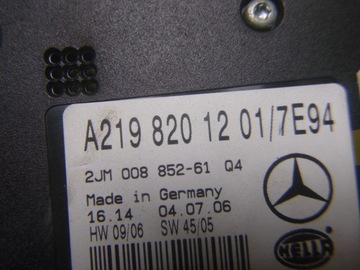 A219 820 12 01/7E94
2JM 008 852-61 Q4
Made in Germany
16.14 04.07.06
HW 09/06 SW 45/05
HELLA